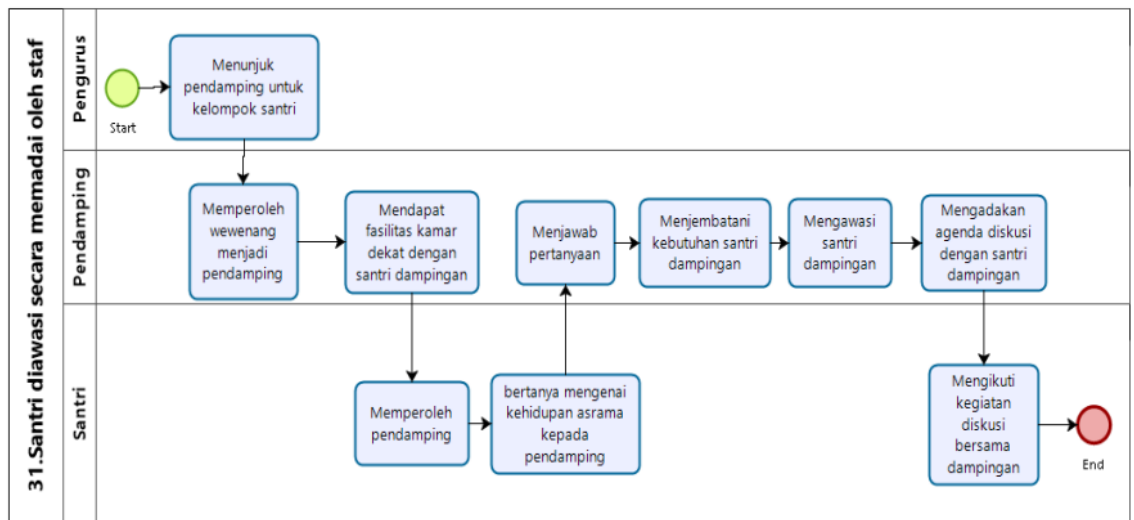 31.Santri diawasi secara memadai oleh staf
Pengurus
Start
Menunjuk
pendamping untuk
kelompok santri
Pendamping
Memperoleh
wewenang
menjadi
pendamping
Mendapat
fasilitas kamar
dekat dengan
santri dampingan
Menjawab
pertanyaan
Menjembatani
kebutuhan santri
dampingan
Mengawasi
santri
dampingan
Mengadakan
agenda diskusi
dengan santri
dampingan
Santri
Memperoleh
pendamping
bertanya mengenai
kehidupan asrama
kepada
pendamping
Mengikuti
kegiatan
diskusi
bersama
dampingan
End